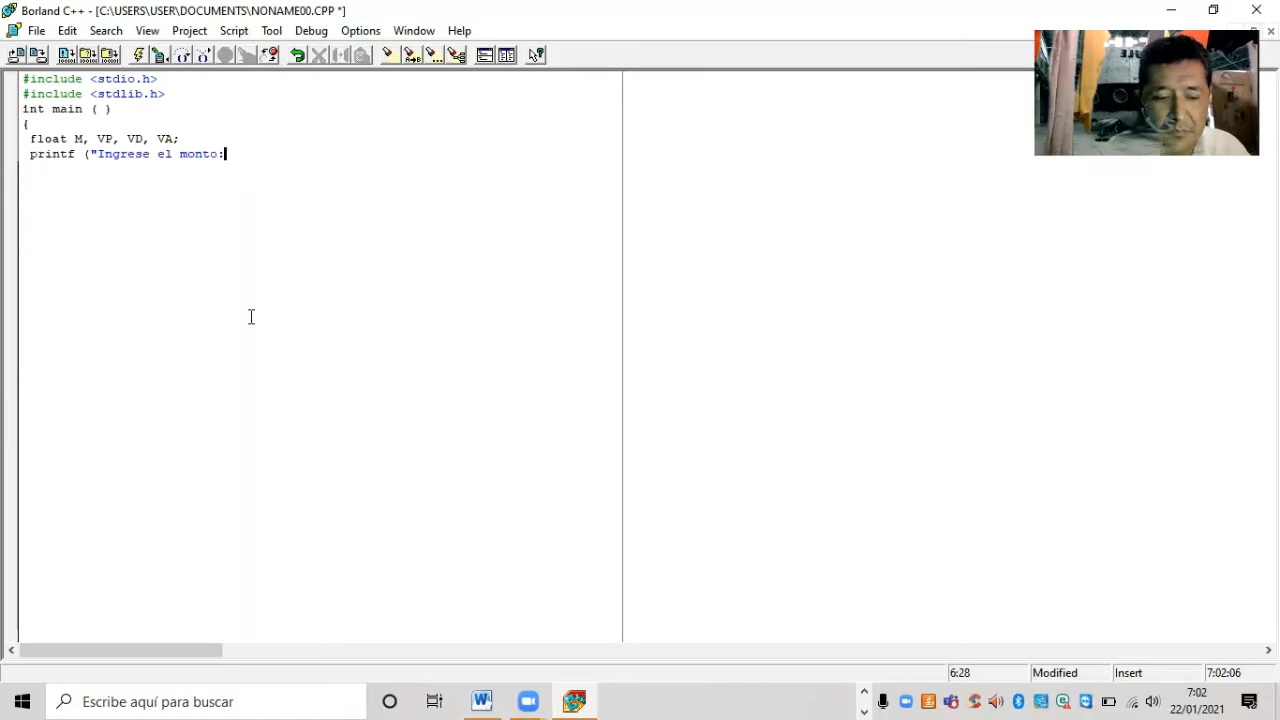 Borland C++ - [C:\USERS\USER\DOCUMENTS\NONAME00.CPP *]
File Edit Search View Project Script Tool Debug Options Window Help
#include <stdio.h>
#include <stdlib.h>
int main ( )
{
float M, VP, VD, VA;
printf ("Ingrese el monto:
6:28 Modified Insert 7:02:06
Escribe aquí para buscar
7:02
22/01/2021